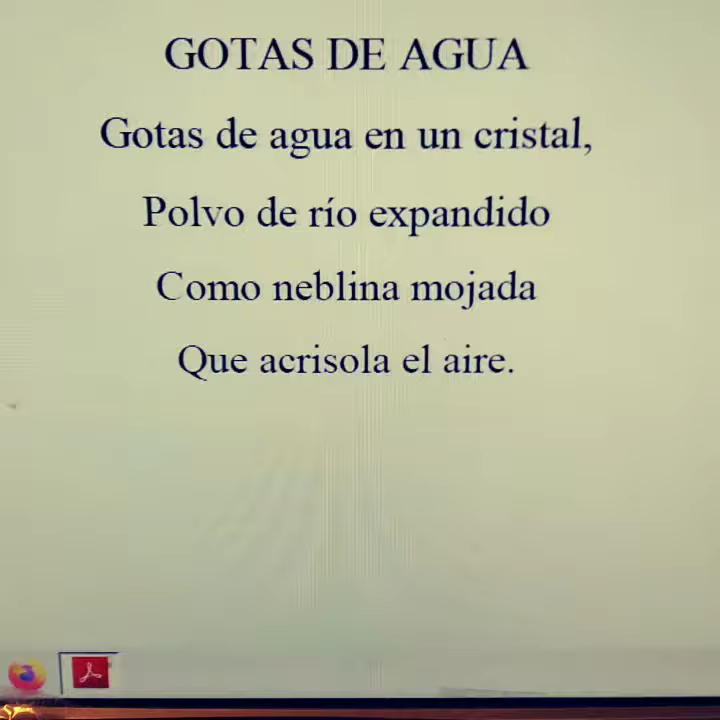 GOTAS DE AGUA
Gotas de agua en un cristal,
Polvo de río expandido
Como neblina mojada
Que acrisola el aire.